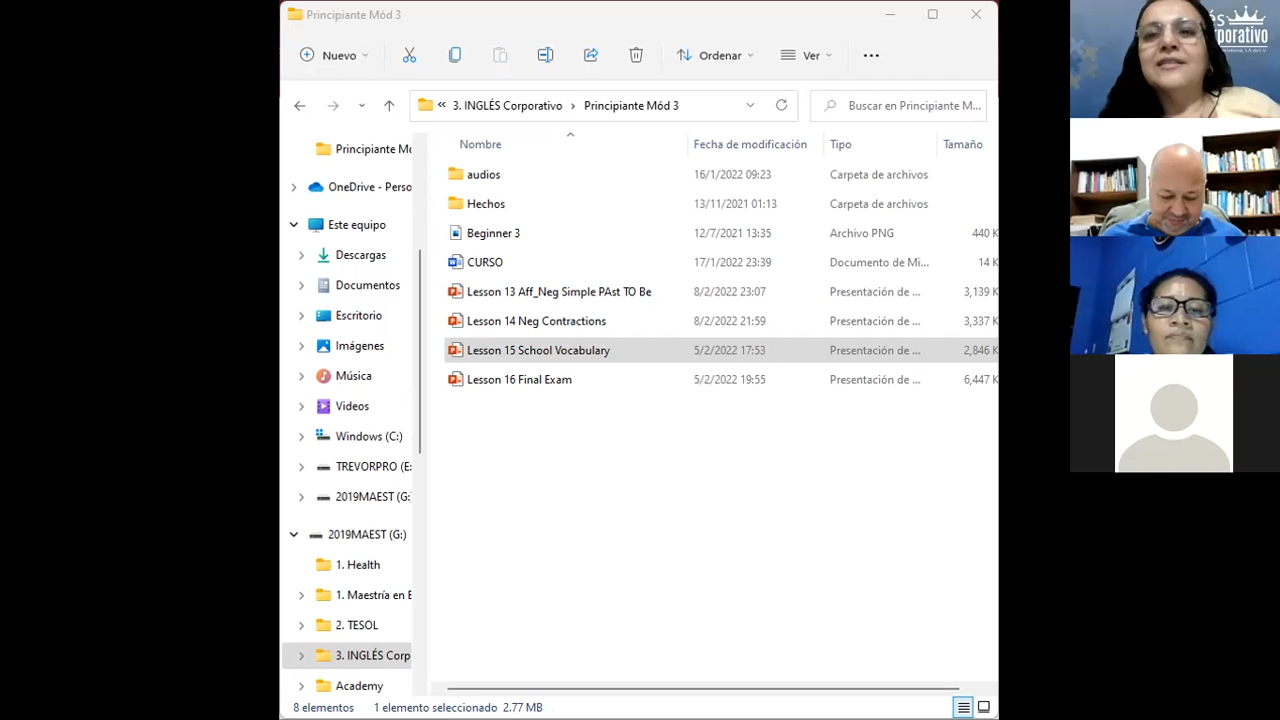 Principiante Mód 3
Nuevo
Ordenar
Ver
3. INGLÉS Corporativo
Principiante Mód 3
Buscar en Principiante M...
Nombre
Fecha de modificación
Tipo
Tamaño
audios
16/1/2022 09:23
Carpeta de archivos
Hechos
13/11/2021 01:13
Carpeta de archivos
Beginner 3
12/7/2021 13:35
Archivo PNG
440 K
CURSO
17/1/2022 23:39
Documento de Mi...
14 K
Lesson 13 Aff_Neg Simple PAst TO Be
8/2/2022 23:07
Presentación de ...
3,139 K
Lesson 14 Neg Contractions
8/2/2022 21:59
Presentación de ...
3,337 K
Lesson 15 School Vocabulary
5/2/2022 17:53
Presentación de ...
2,846 K
Lesson 16 Final Exam
5/2/2022 19:55
Presentación de ...
6,447 K
Principiante Mó
OneDrive - Perso
Este equipo
Descargas
Documentos
Escritorio
Imágenes
Música
Videos
Windows (C:)
TREVORPRO (E:
2019MAEST (G:
2019MAEST (G:)
1. Health
1. Maestría en E
2. TESOL
3. INGLÉS Corp
Academy
8 elementos
1 elemento seleccionado 2.77 MB
és
orporativo